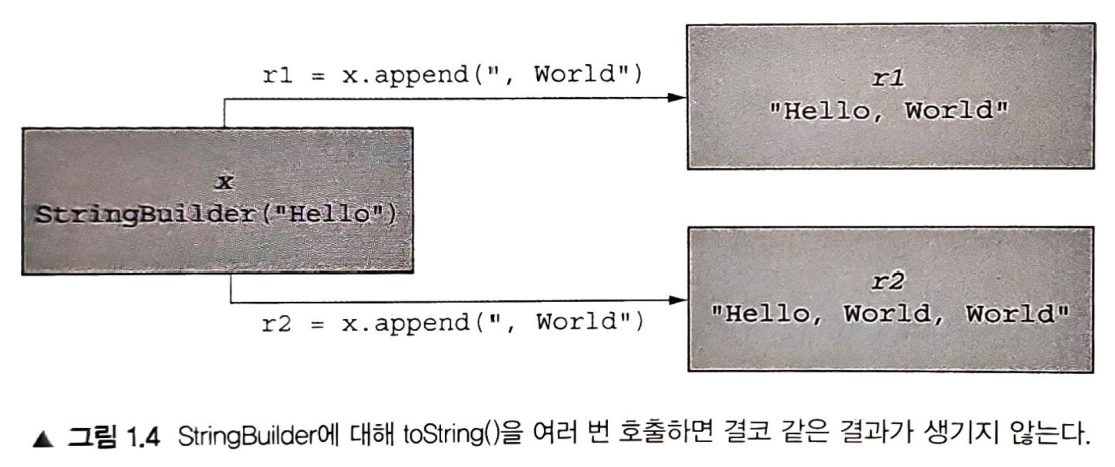 r1 = x.append(", World")
r1
"Hello, World"
x
StringBuilder("Hello")
r2
"Hello, World, World"
r2 = x.append(", World")
▲ 그림 1.4 StringBuilder에 대해 toString()을 여러 번 호출하면 결코 같은 결과가 생기지 않는다.